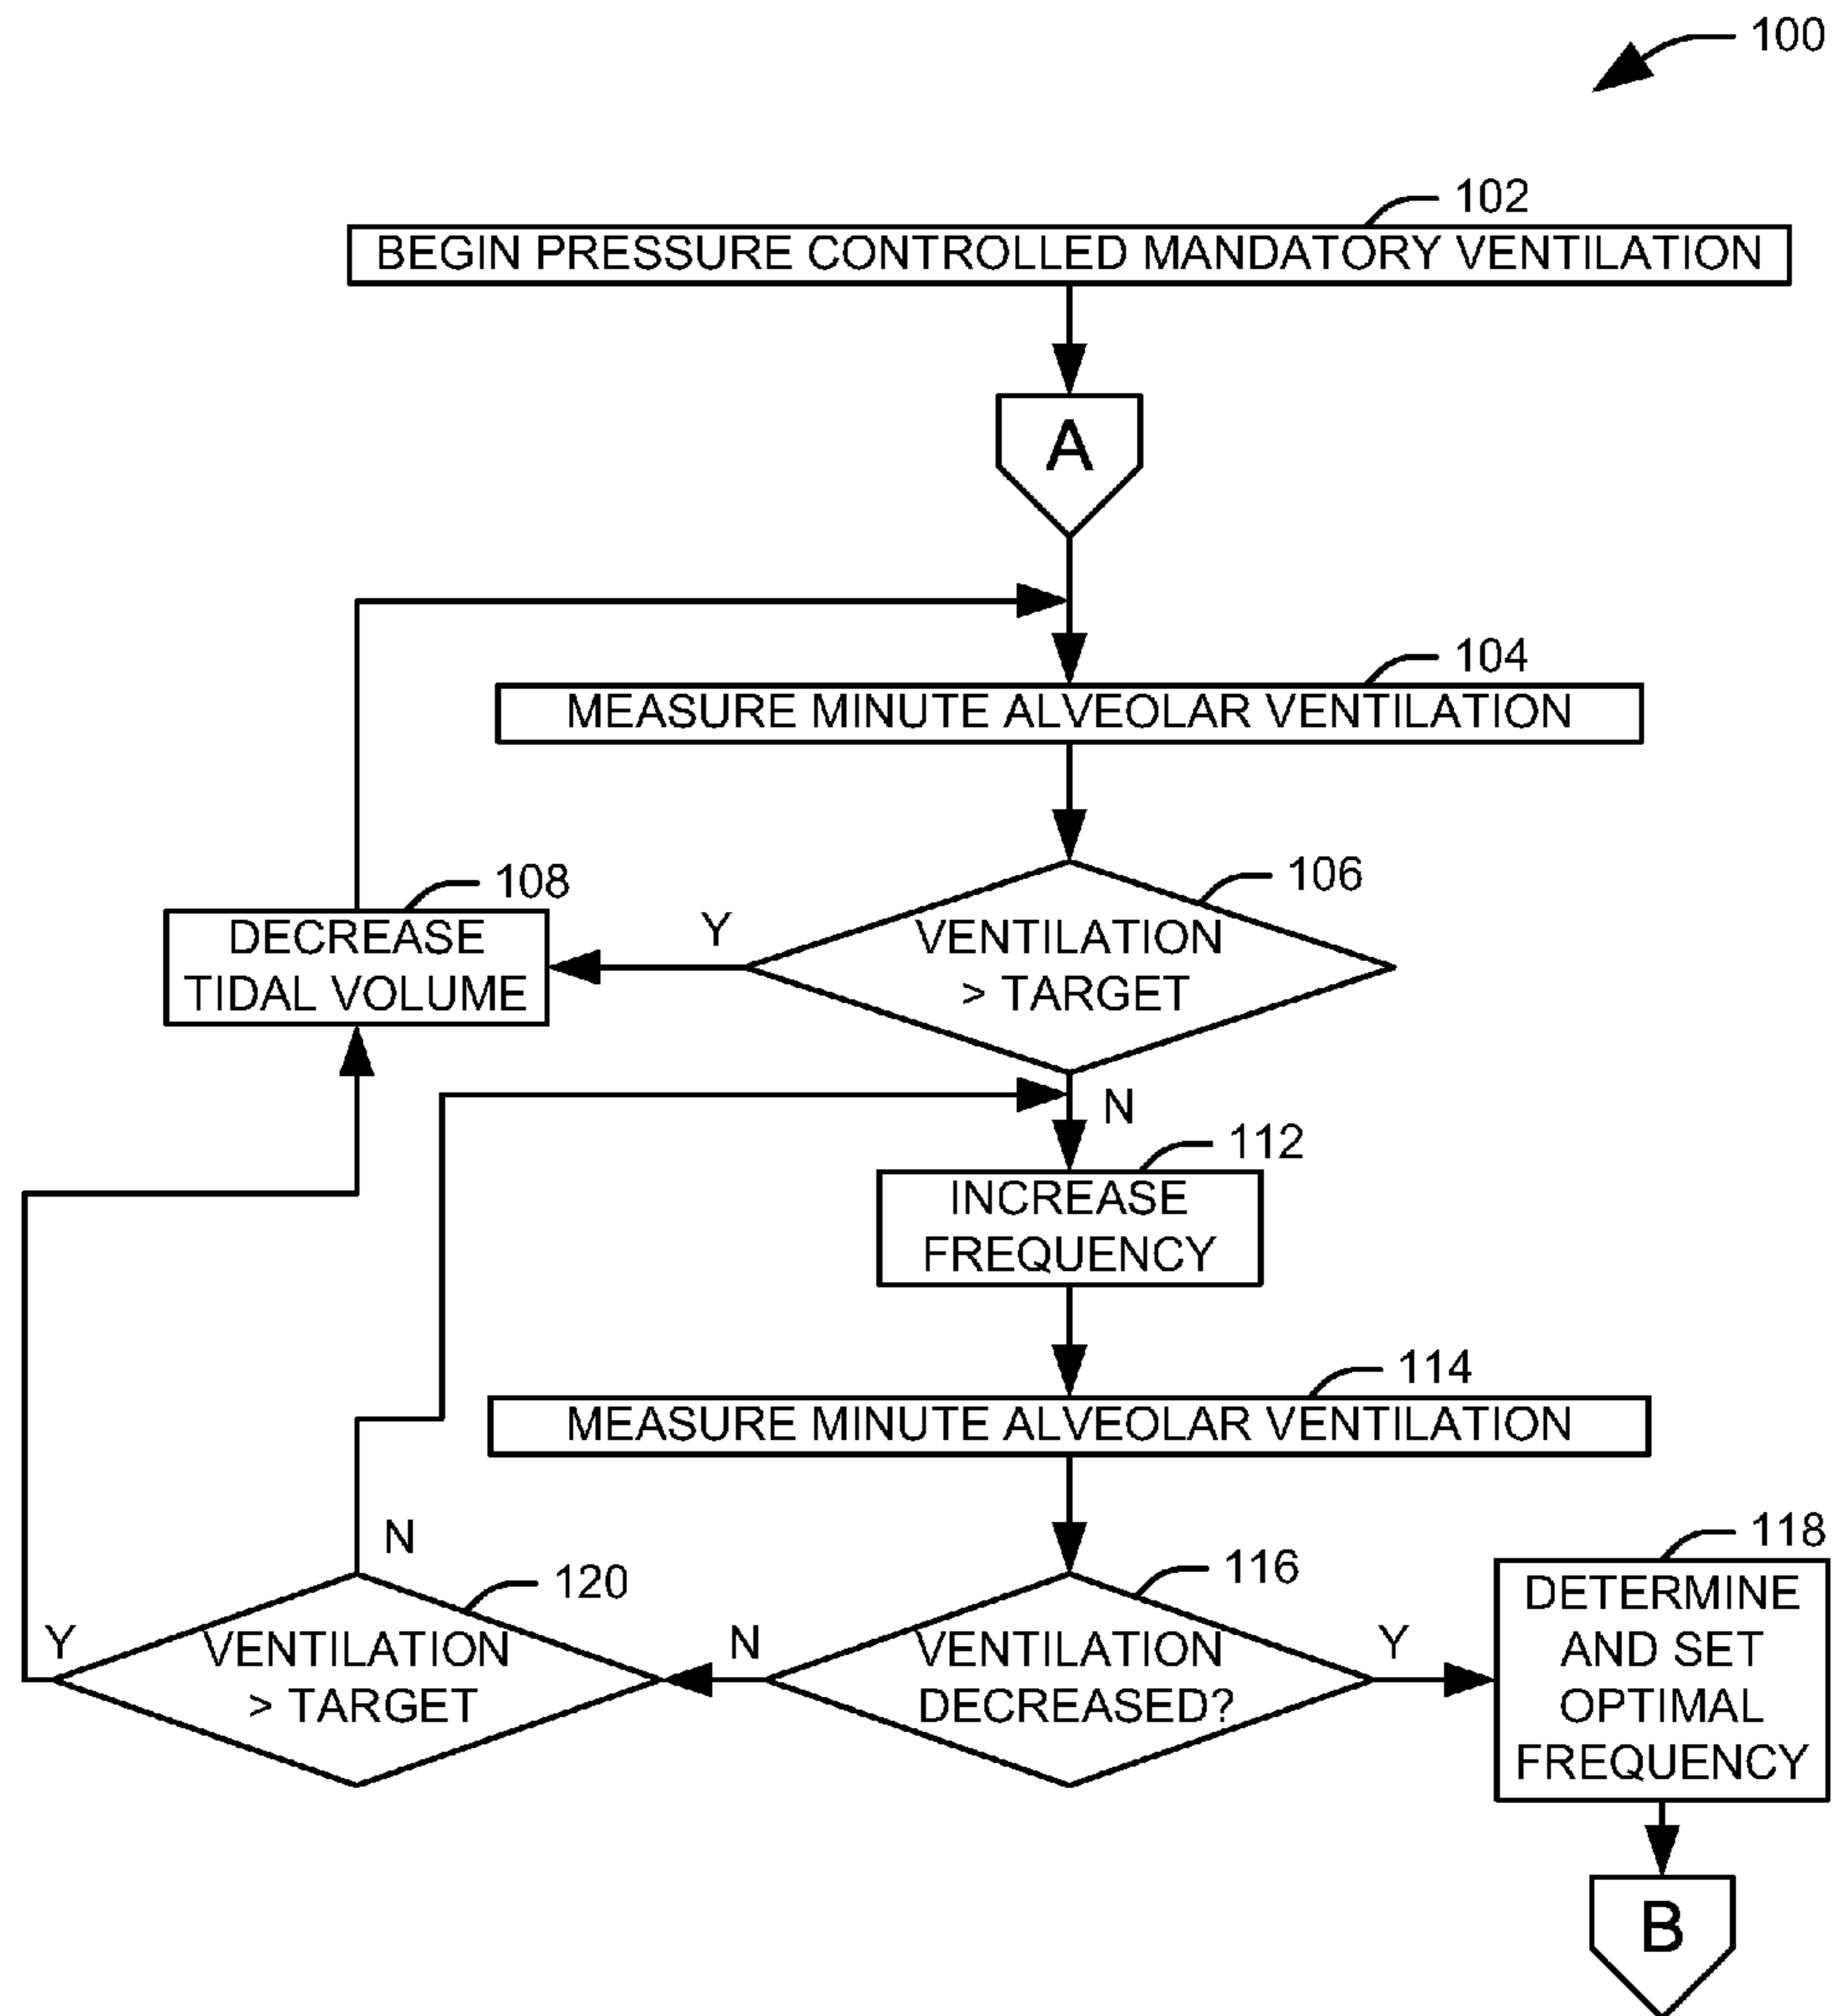 100
102
BEGIN PRESSURE CONTROLLED MANDATORY VENTILATION
A
104
MEASURE MINUTE ALVEOLAR VENTILATION
106
VENTILATION
> TARGET
Y
108
DECREASE
TIDAL VOLUME
N
112
INCREASE
FREQUENCY
114
MEASURE MINUTE ALVEOLAR VENTILATION
116
VENTILATION
DECREASED?
N
Y
120
VENTILATION
> TARGET
N
Y
118
DETERMINE
AND SET
OPTIMAL
FREQUENCY
B